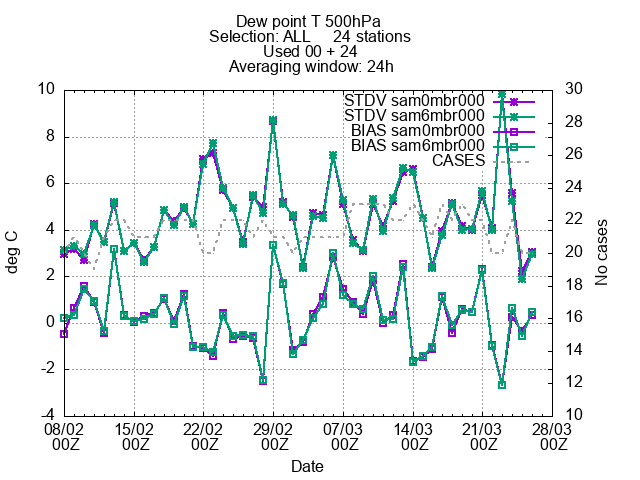 Dew point T 500hPa
Selection: ALL     24 stations
Used 00 + 24
Averaging window: 24h
STDV sam0mbr000
STDV sam6mbr000
BIAS sam0mbr000
BIAS sam6mbr000
CASES
deg C
10
8
6
4
2
0
-2
-4
No cases
30
28
26
24
22
20
18
16
14
12
10
08/02 15/02 22/02 29/02 07/03 14/03 21/03 28/03
00Z 00Z 00Z 00Z 00Z 00Z 00Z 00Z
Date